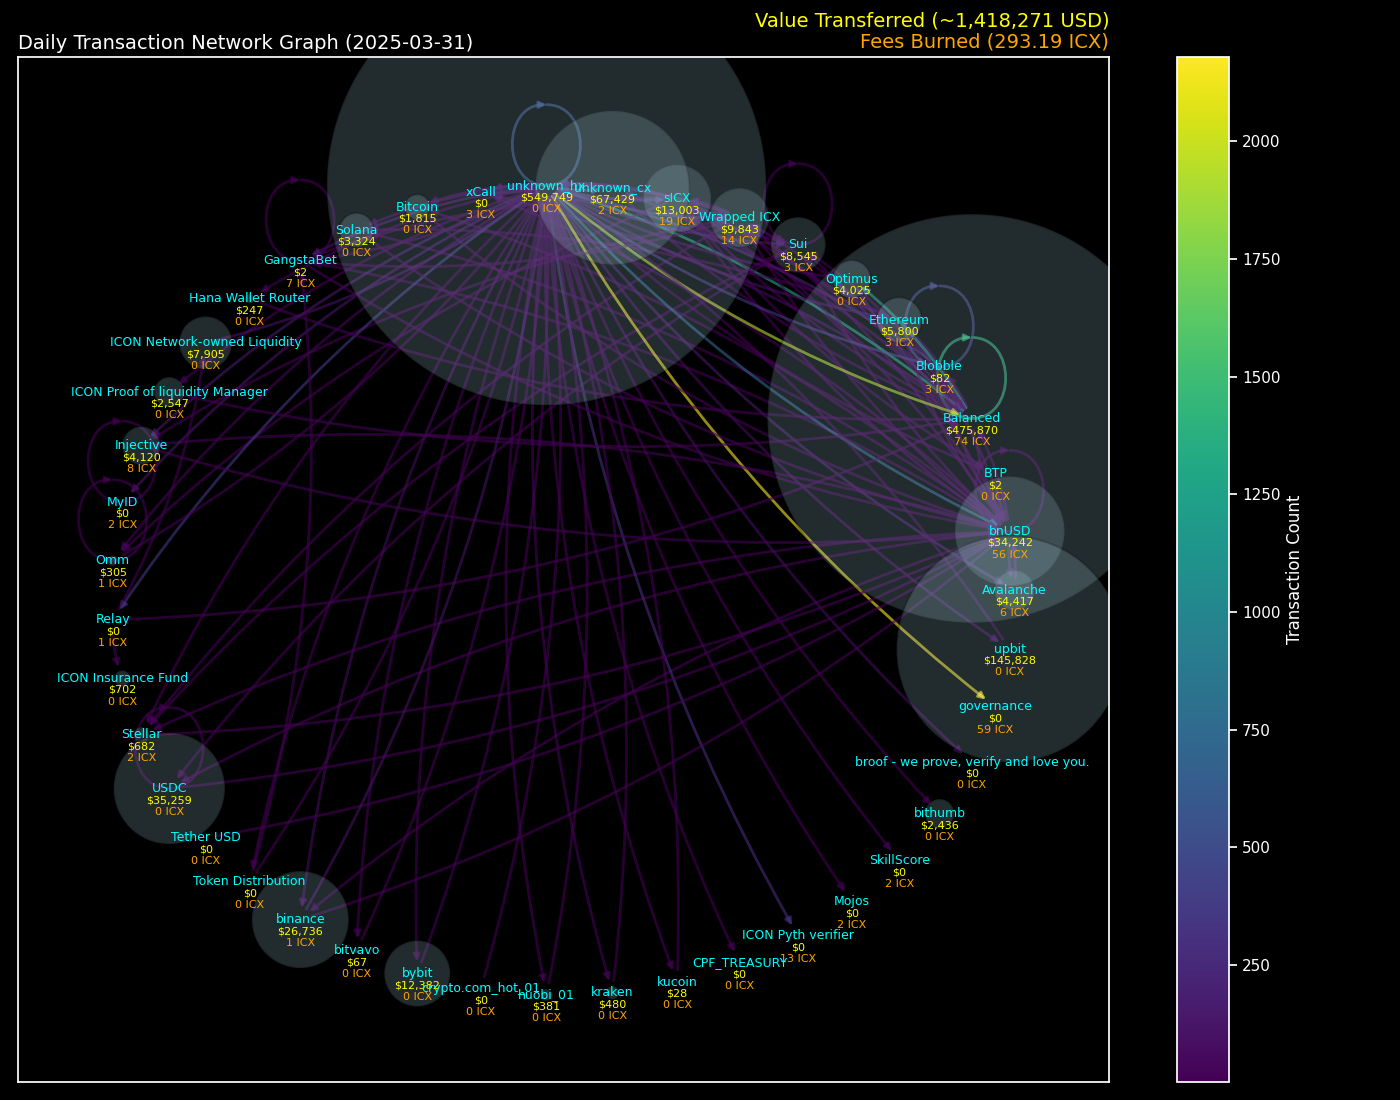 Value Transferred (~1,418,271 USD)
Daily Transaction Network Graph (2025-03-31)
Fees Burned (293.19 ICX)
unknown_hx
$549,749
0 ICX
unknown_cx
$67,429
2 ICX
sICX
$13,003
19 ICX
Wrapped ICX
$9,843
14 ICX
Sui
$8,545
3 ICX
Optimus
$4,025
0 ICX
Ethereum
$5,800
3 ICX
Blobble
$82
3 ICX
Balanced
$475,870
74 ICX
BTP
$2
0 ICX
bnUSD
$34,242
56 ICX
Avalanche
$4,417
6 ICX
upbit
$145,828
0 ICX
governance
$0
59 ICX
broof - we prove, verify and love you.
$0
0 ICX
bithumb
$2,436
0 ICX
SkillScore
$0
2 ICX
Mojos
$0
2 ICX
ICON Pyth verifier
$0
13 ICX
CPF_TREASURY
$0
0 ICX
kucoin
$28
0 ICX
kraken
$480
0 ICX
huobi_01
$381
0 ICX
crypto.com_hot_01
$0
0 ICX
bybit
$12,382
0 ICX
bitvavo
$67
0 ICX
binance
$26,736
1 ICX
Token Distribution
$0
0 ICX
Tether USD
$0
0 ICX
USDC
$35,259
0 ICX
Stellar
$682
2 ICX
ICON Insurance Fund
$702
0 ICX
Relay
$0
1 ICX
Omm
$305
1 ICX
MyID
$0
2 ICX
Injective
$4,120
8 ICX
ICON Proof of liquidity Manager
$2,547
0 ICX
ICON Network-owned Liquidity
$7,905
0 ICX
Hana Wallet Router
$247
0 ICX
GangstaBet
$2
7 ICX
Solana
$3,324
0 ICX
Bitcoin
$1,815
0 ICX
xCall
$0
3 ICX
2000
1750
1500
1250
1000
750
500
250
Transaction Count